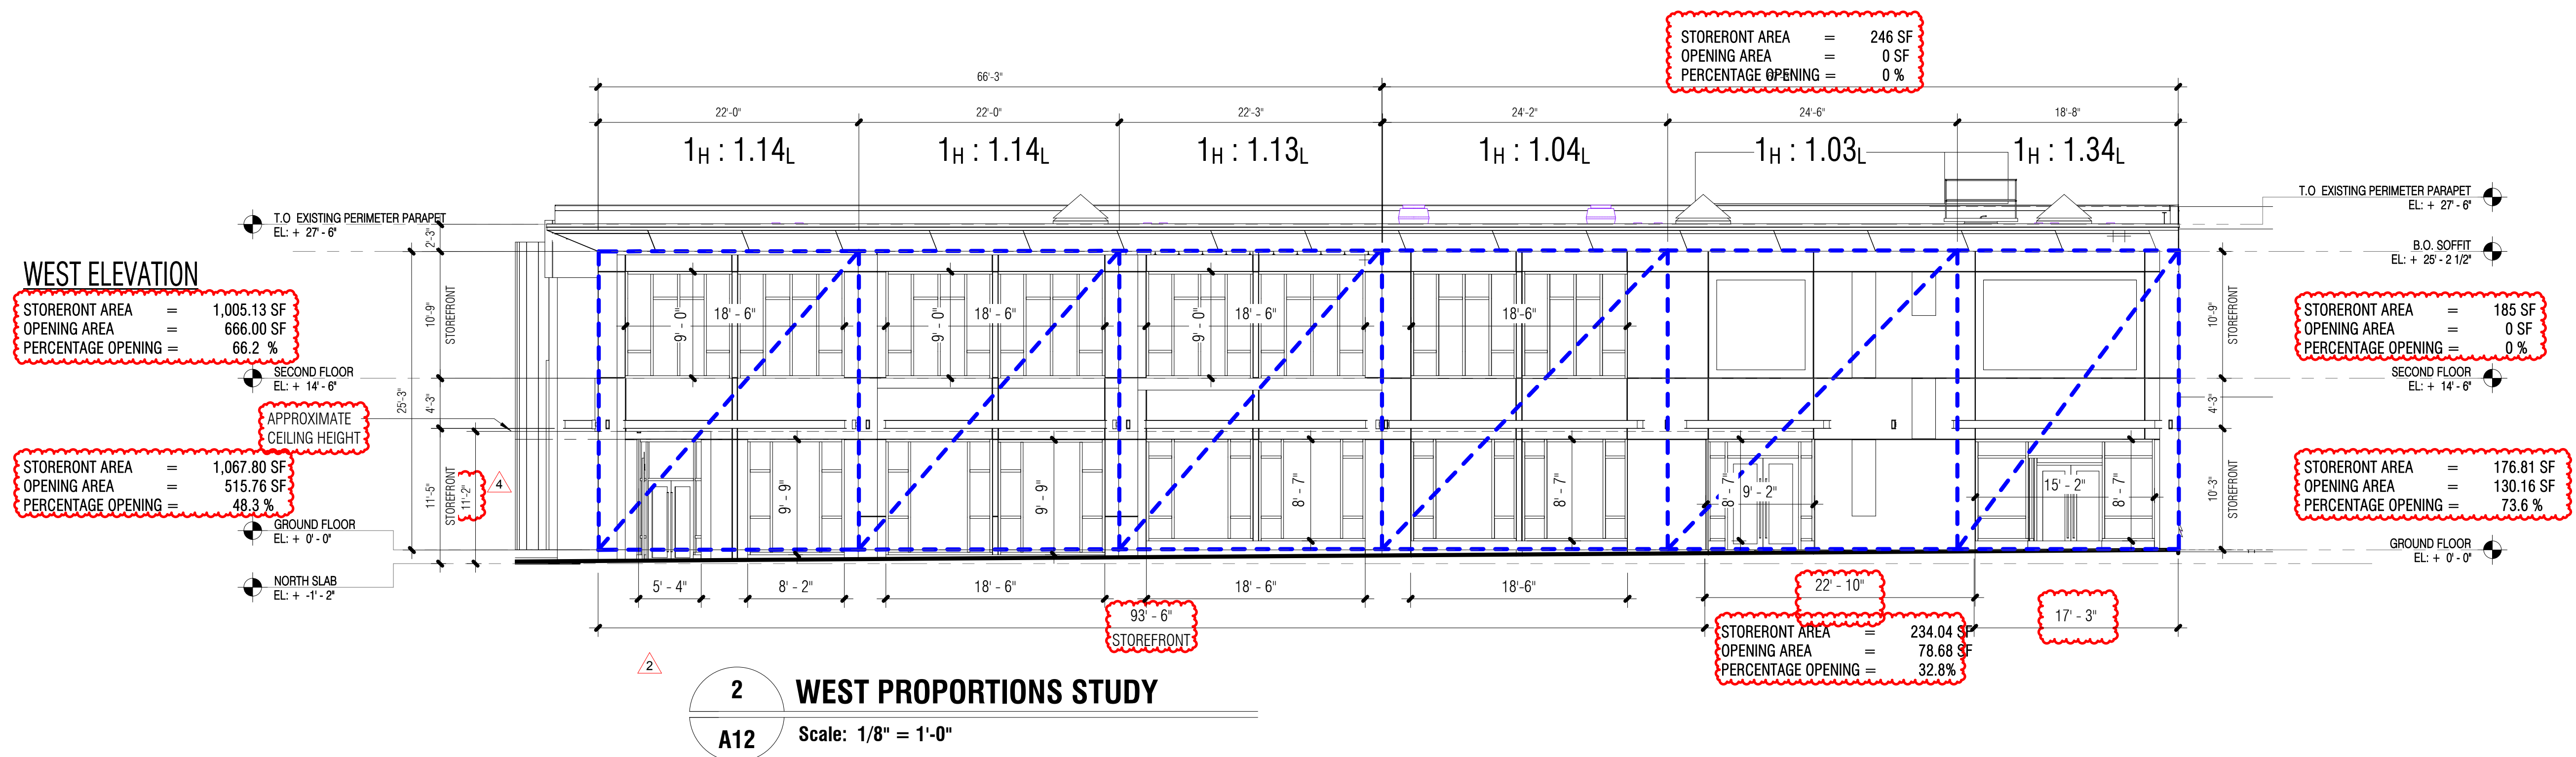 STORERONT AREA = 246 SF
OPENING AREA = 0 SF
PERCENTAGE OPENING = 0 %
66'-3"
22'-0"
22'-0"
22'-3"
24'-2"
24'-6"
18'-8"
1H : 1.14L
1H : 1.14L
1H : 1.13L
1H : 1.04L
1H : 1.03L
1H : 1.34L
T.O EXISTING PERIMETER PARAPET
EL: + 27' - 6"
T.O EXISTING PERIMETER PARAPET
EL: + 27' - 6"
2'-3"
B.O. SOFFIT
EL: + 25' - 2 1/2"
WEST ELEVATION
STORERONT AREA = 1,005.13 SF
OPENING AREA = 666.00 SF
PERCENTAGE OPENING = 66.2 %
10'-9"
STOREFRONT
9' - 0"
18' - 6"
9' - 0"
18' - 6"
9' - 0"
18' - 6"
18'-6"
10'-9"
STOREFRONT
STORERONT AREA = 185 SF
OPENING AREA = 0 SF
PERCENTAGE OPENING = 0 %
SECOND FLOOR
EL: + 14' - 6"
SECOND FLOOR
EL: + 14' - 6"
25'-3"
4'-3"
4'-3"
APPROXIMATE
CEILING HEIGHT
STORERONT AREA = 1,067.80 SF
OPENING AREA = 515.76 SF
PERCENTAGE OPENING = 48.3 %
11'-5"
STOREFRONT
11'-2"
4
9' - 9"
9' - 9"
8' - 7"
8' - 7"
8' - 7"
9' - 2"
15' - 2"
8' - 7"
10'-3"
STOREFRONT
STORERONT AREA = 176.81 SF
OPENING AREA = 130.16 SF
PERCENTAGE OPENING = 73.6 %
GROUND FLOOR
EL: + 0' - 0"
GROUND FLOOR
EL: + 0' - 0"
NORTH SLAB
EL: + -1' - 2"
5' - 4"
8' - 2"
18' - 6"
18' - 6"
18'-6"
22' - 10"
93' - 6"
STOREFRONT
17' - 3"
STORERONT AREA = 234.04 SF
OPENING AREA = 78.68 SF
PERCENTAGE OPENING = 32.8%
2
2
WEST PROPORTIONS STUDY
A12
Scale: 1/8" = 1'-0"